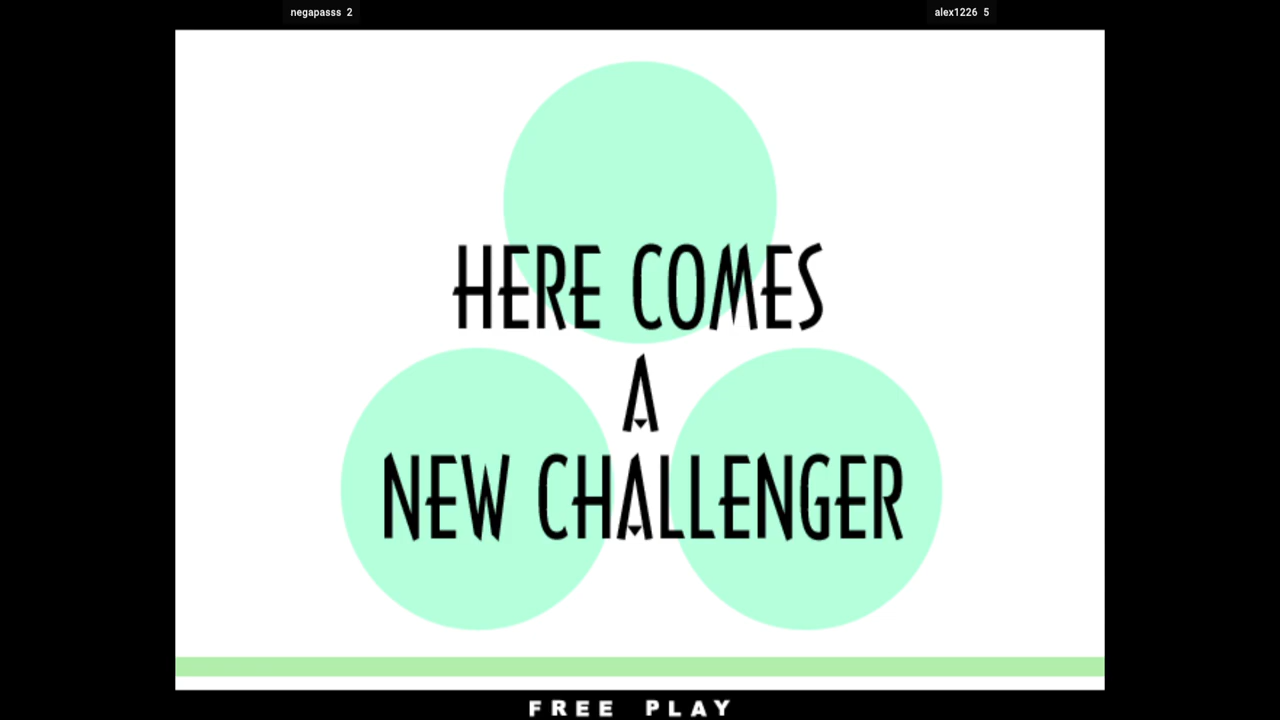 negapasss 2
alex1226 5
HERE COMES
A
NEW CHALLENGER
FREE PLAY